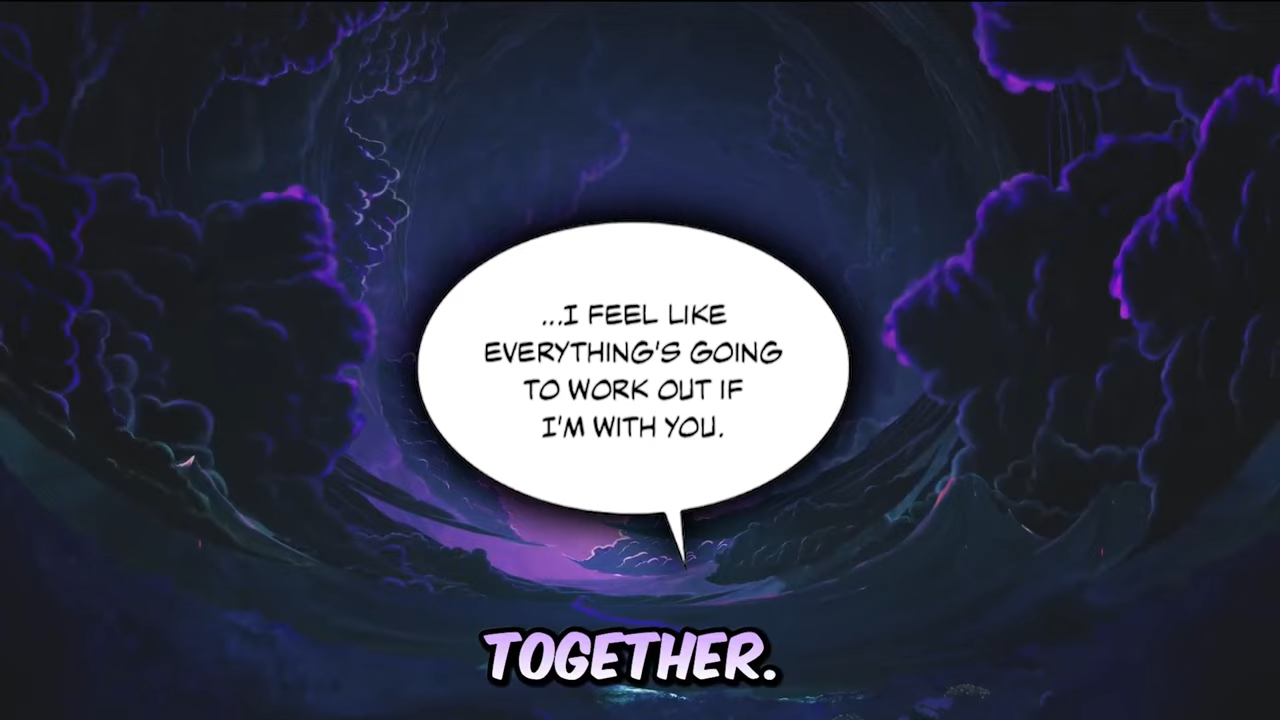 ...I FEEL LIKE
EVERYTHING'S GOING
TO WORK OUT IF
I'M WITH YOU.
TOGETHER.